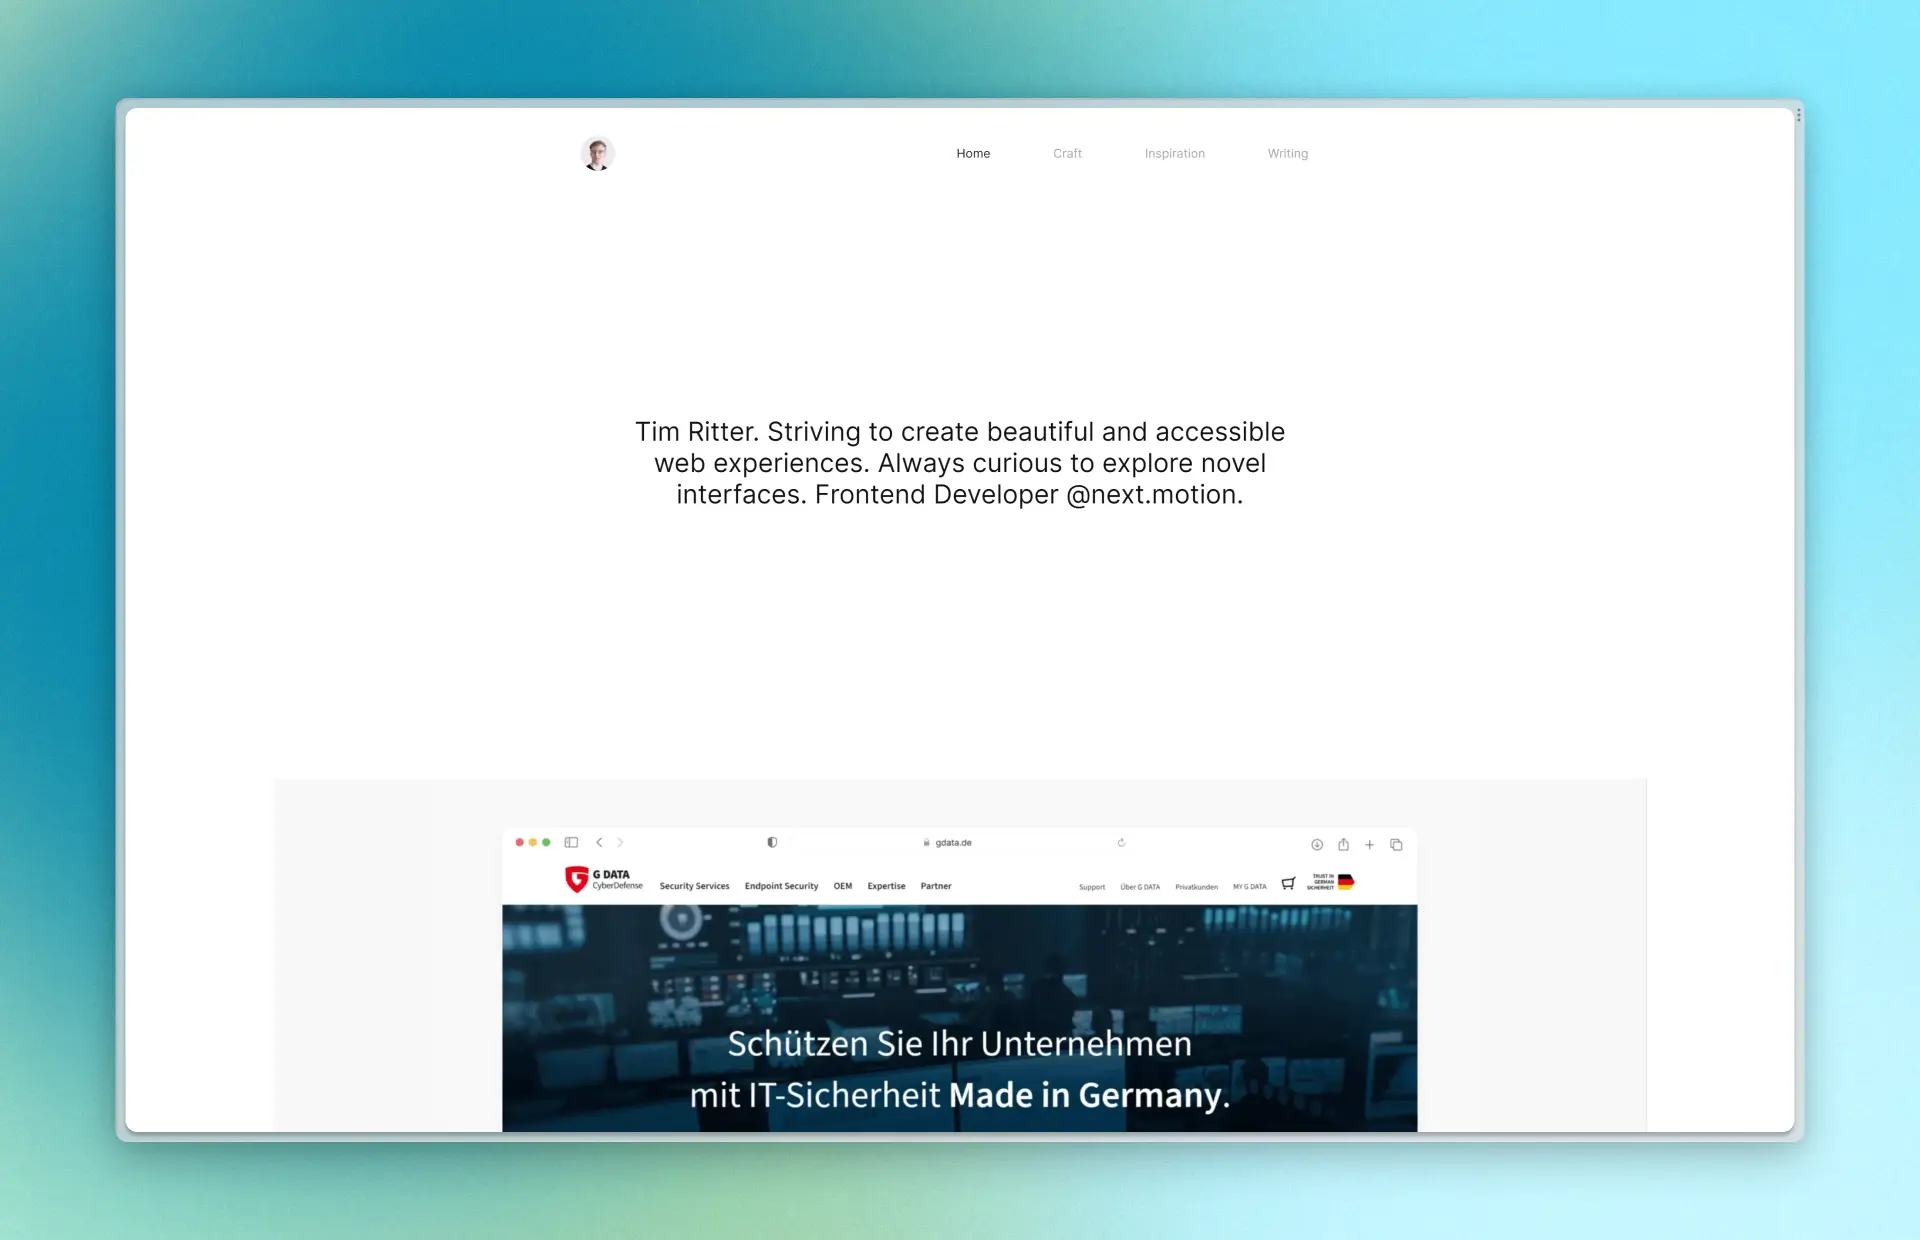 Home Craft Inspiration Writing
Tim Ritter. Striving to create beautiful and accessible
web experiences. Always curious to explore novel
interfaces. Frontend Developer @next.motion.
gdata.de
G DATA
CyberDefense
Security Services Endpoint Security OEM Expertise Partner
Support Über G DATA Privatkunden MY G DATA
TRUST IN
GERMAN
SICHERHEIT
Schützen Sie Ihr Unternehmen
mit IT-Sicherheit Made in Germany.